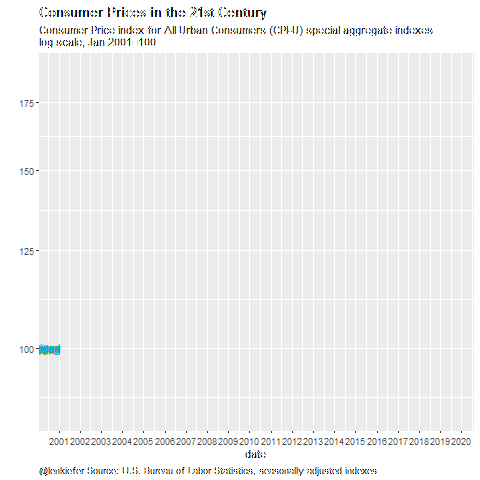 Consumer Prices in the 21st Century
Consumer Price index for All Urban Consumers (CPI-U) special aggregate indexes
log scale, Jan 2001=100
175
150
125
100
2001 2002 2003 2004 2005 2006 2007 2008 2009 2010 2011 2012 2013 2014 2015 2016 2017 2018 2019 2020
date
@lenkiefer Source: U.S. Bureau of Labor Statistics, seasonally adjusted indexes